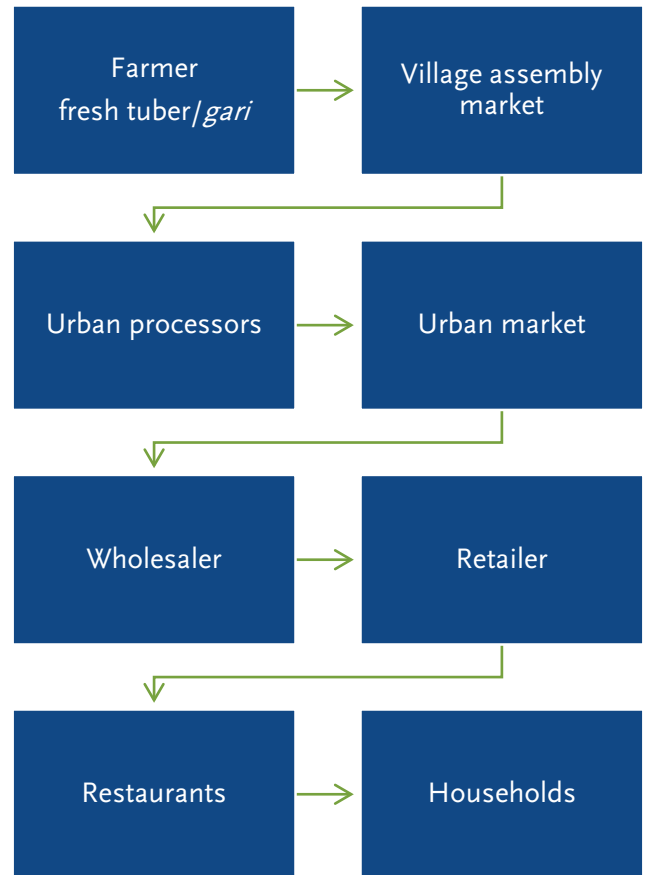 Farmer
fresh tuber/gari
Village assembly
market
Urban processors
Urban market
Wholesaler
Retailer
Restaurants
Households